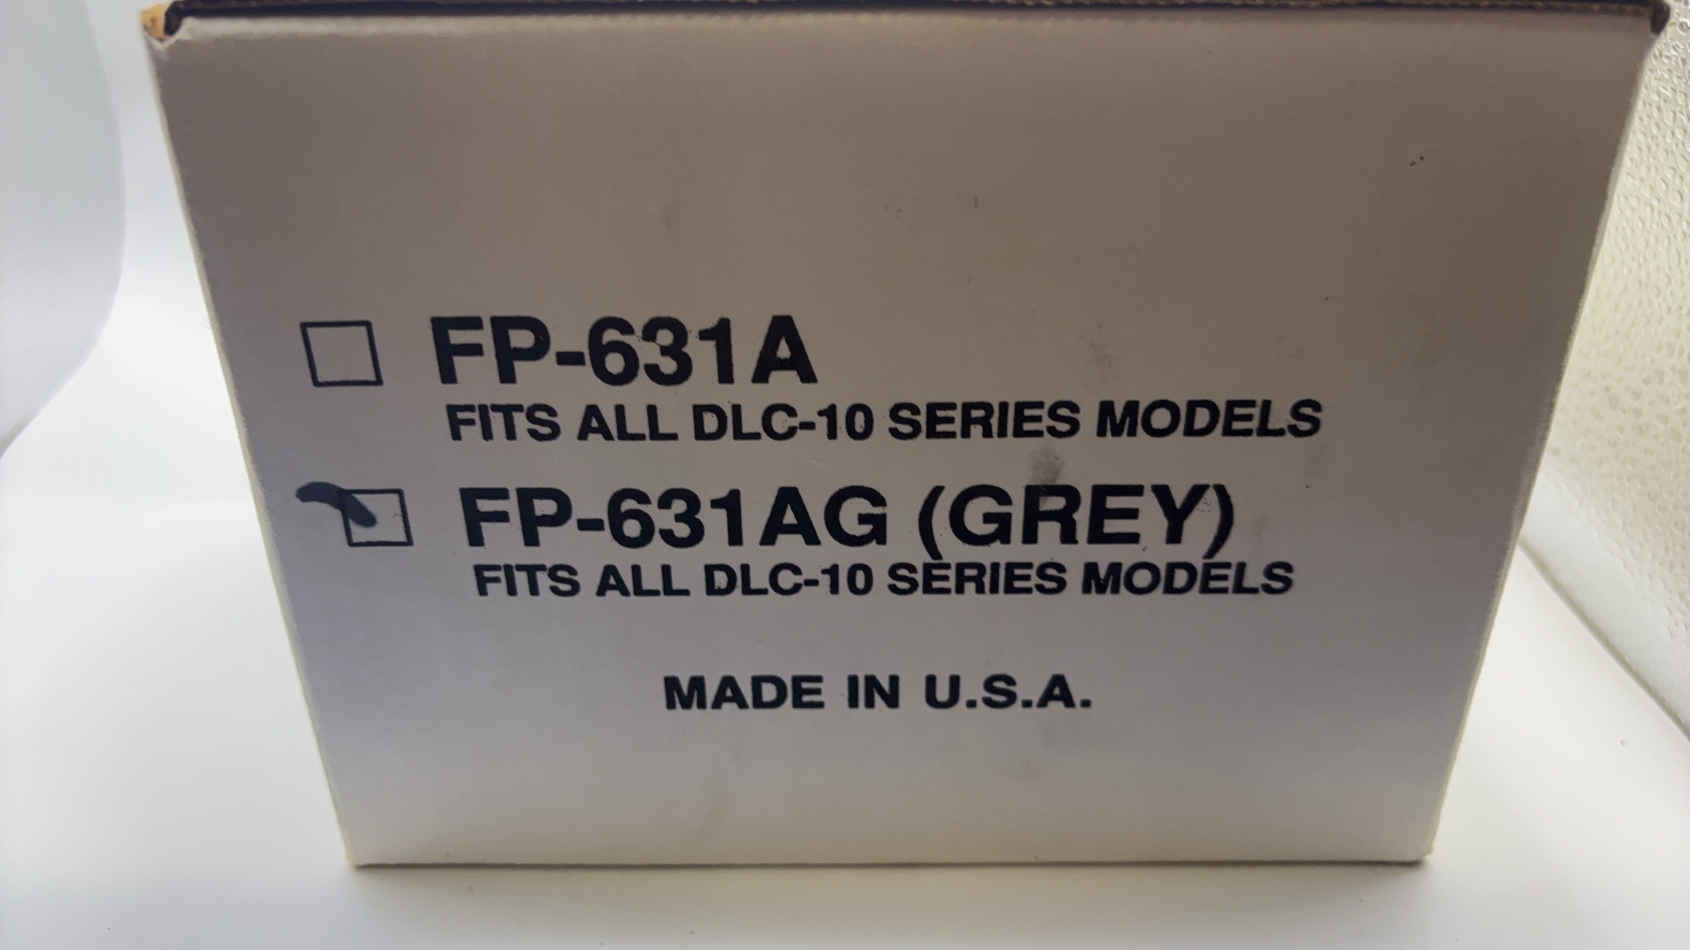 FP-631A
FITS ALL DLC-10 SERIES MODELS
FP-631AG (GREY)
FITS ALL DLC-10 SERIES MODELS
MADE IN U.S.A.